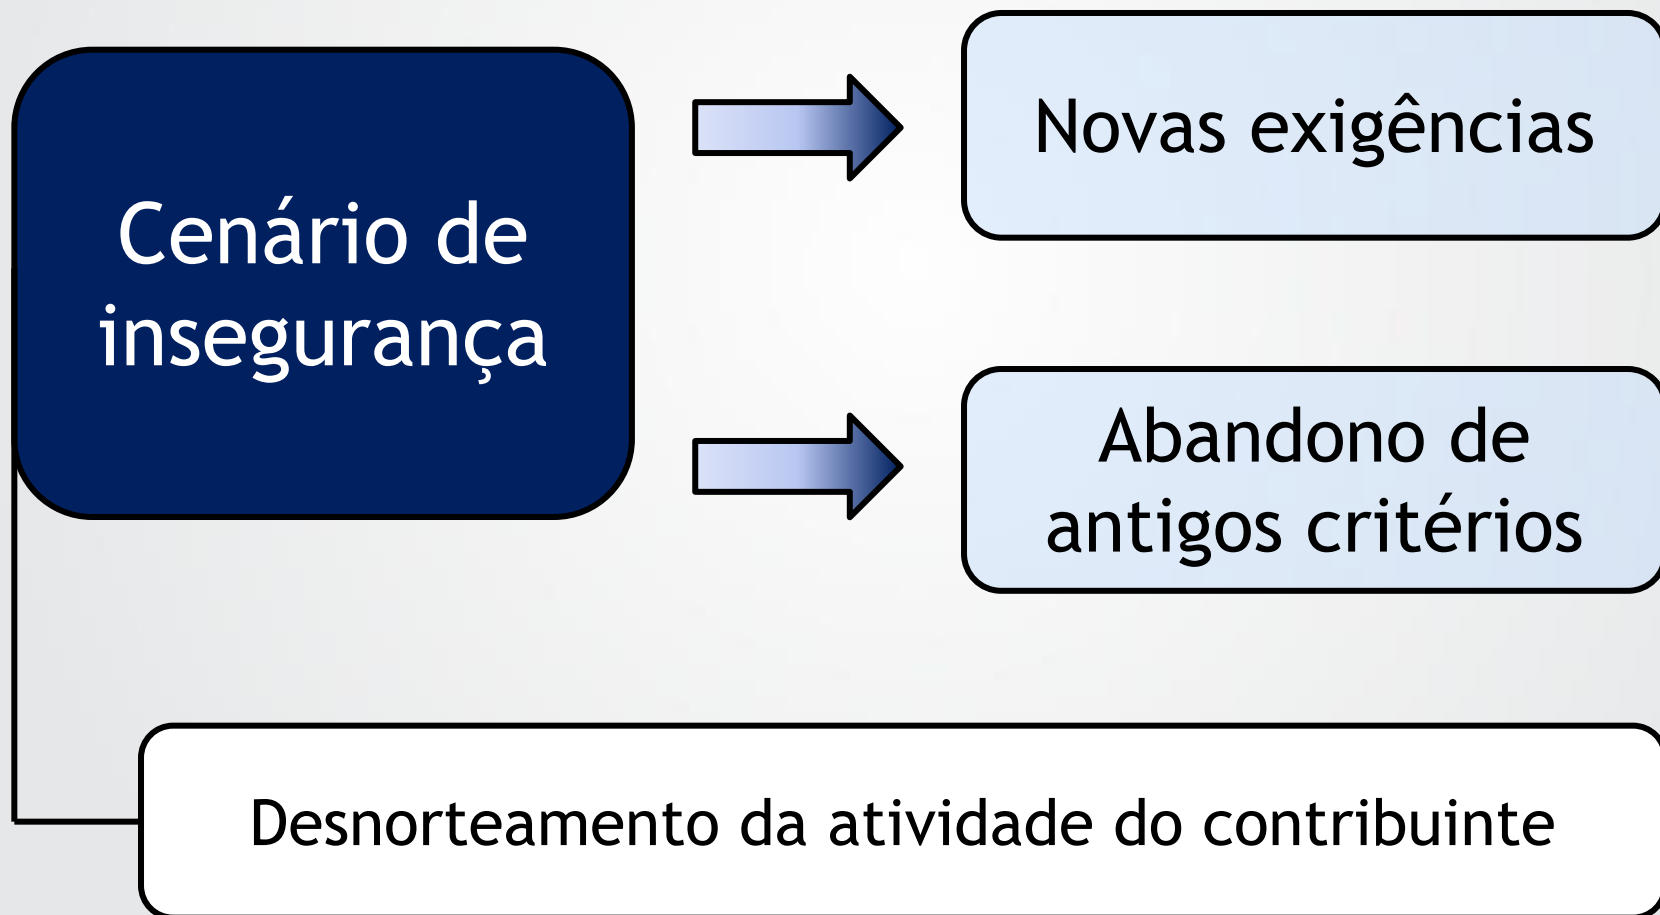 Cenário de
insegurança
Novas exigências
Abandono de
antigos critérios
Desnorteamento da atividade do contribuinte